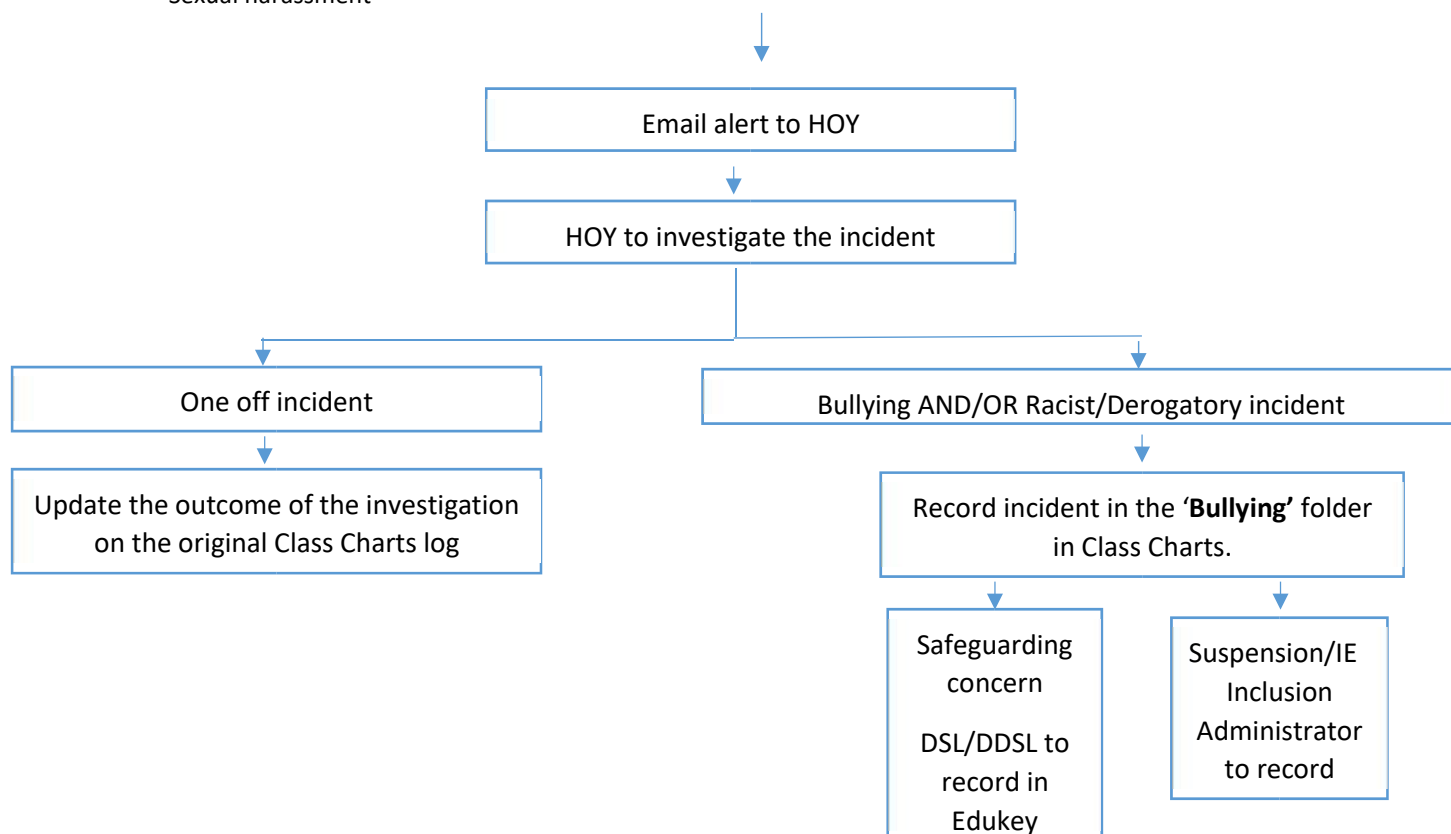 Sexual harassment
Email alert to HOY
HOY to investigate the incident
One off incident
Bullying AND/OR Racist/Derogatory incident
Update the outcome of the investigation
on the original Class Charts log
Record incident in the ‘Bullying’ folder
in Class Charts.
Safeguarding
concern
DSL/DDSL to
record in
Edukey
Suspension/IE
Inclusion
Administrator
to record